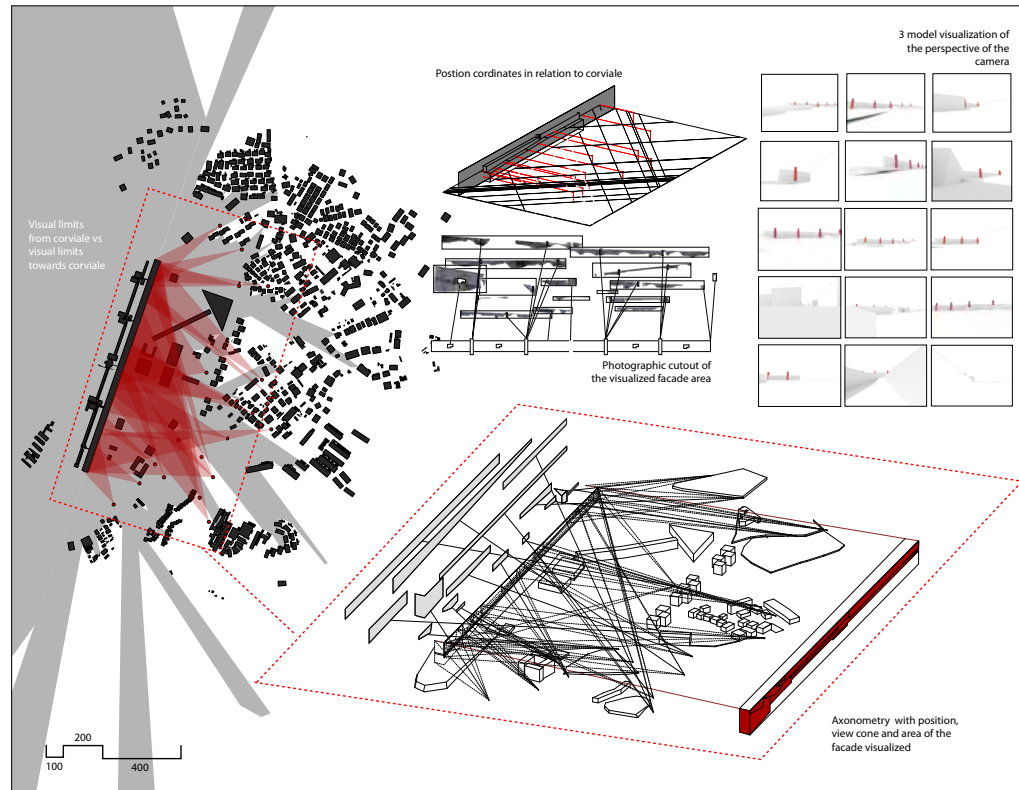 3 model visualization of
the perspective of the
camera
Postion cordinates in relation to corviale
Visual limits
from corviale vs
visual limits
towards corviale
Photographic cutout of
the visualized facade area
Axonometry with position,
view cone and area of the
facade visualized
200
100
400